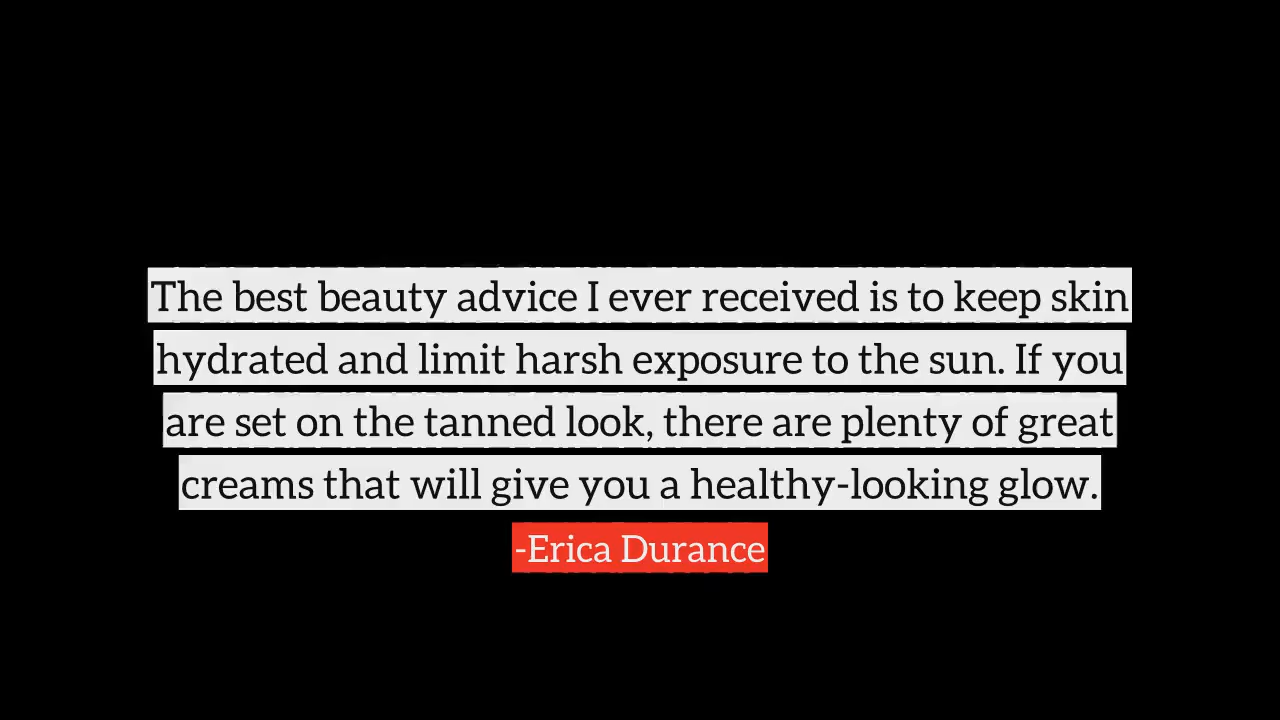 The best beauty advice I ever received is to keep skin
hydrated and limit harsh exposure to the sun. If you
are set on the tanned look, there are plenty of great
creams that will give you a healthy-looking glow.
-Erica Durance